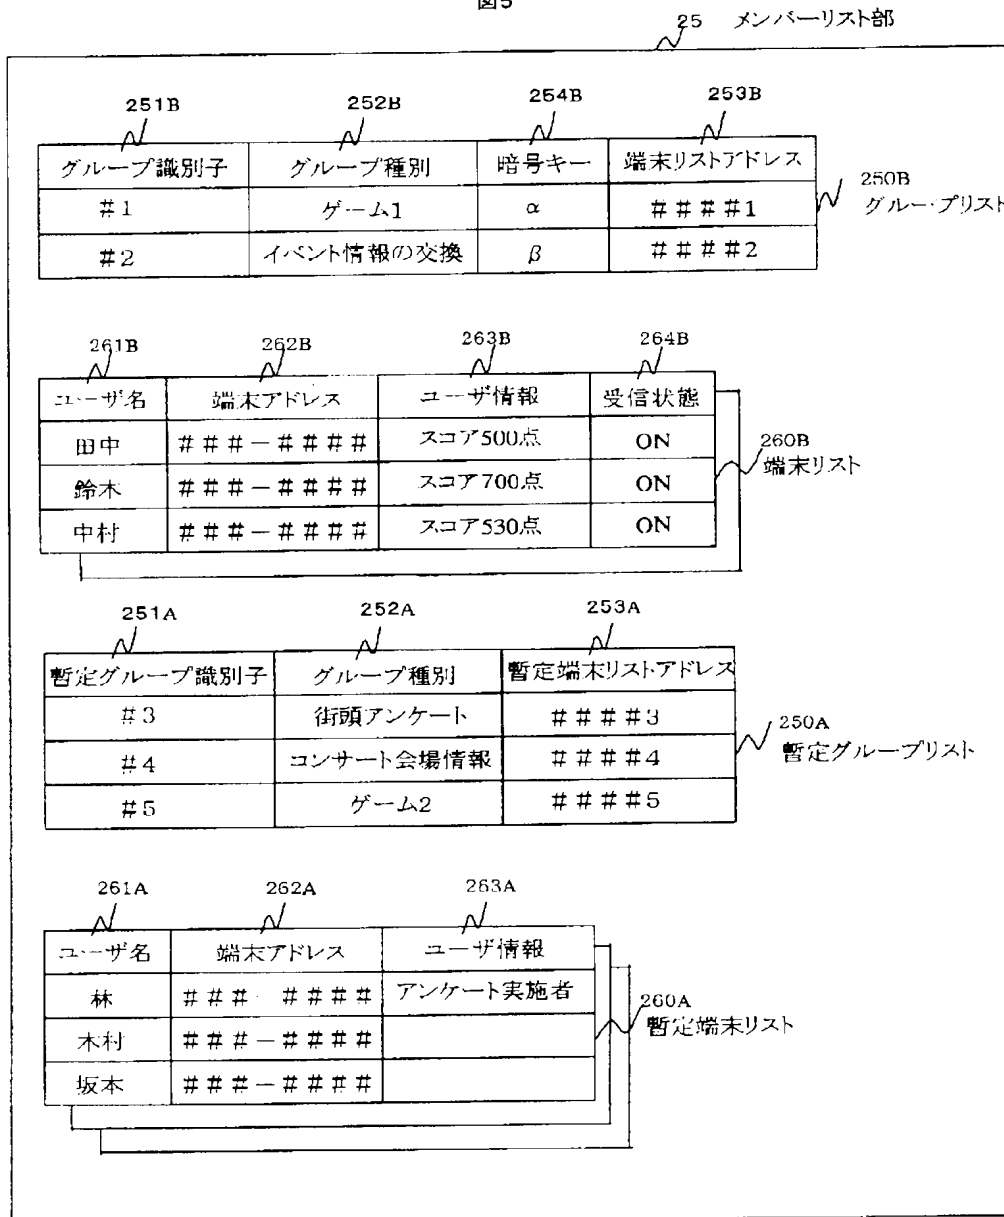 図5
25 メンバーリスト部
251B 252B 254B 253B
グループ識別子 グループ種別 暗号キー 端末リストアドレス
#1 ゲーム1 α ####1
#2 イベント情報の交換 β ####2
250B
グループリスト
261B 262B 263B 264B
ユーザ名 端末アドレス ユーザ情報 受信状態
田中 ###-#### スコア500点 ON
鈴木 ###-#### スコア700点 ON
中村 ###-#### スコア530点 ON
260B
端末リスト
251A 252A 253A
暫定グループ識別子 グループ種別 暫定端末リストアドレス
#3 街頭アンケート ####3
#4 コンサート会場情報 ####4
#5 ゲーム2 ####5
250A
暫定グループリスト
261A 262A 263A
ユーザ名 端末アドレス ユーザ情報
林 ###-#### アンケート実施者
木村 ###-####
坂本 ###-####
260A
暫定端末リスト